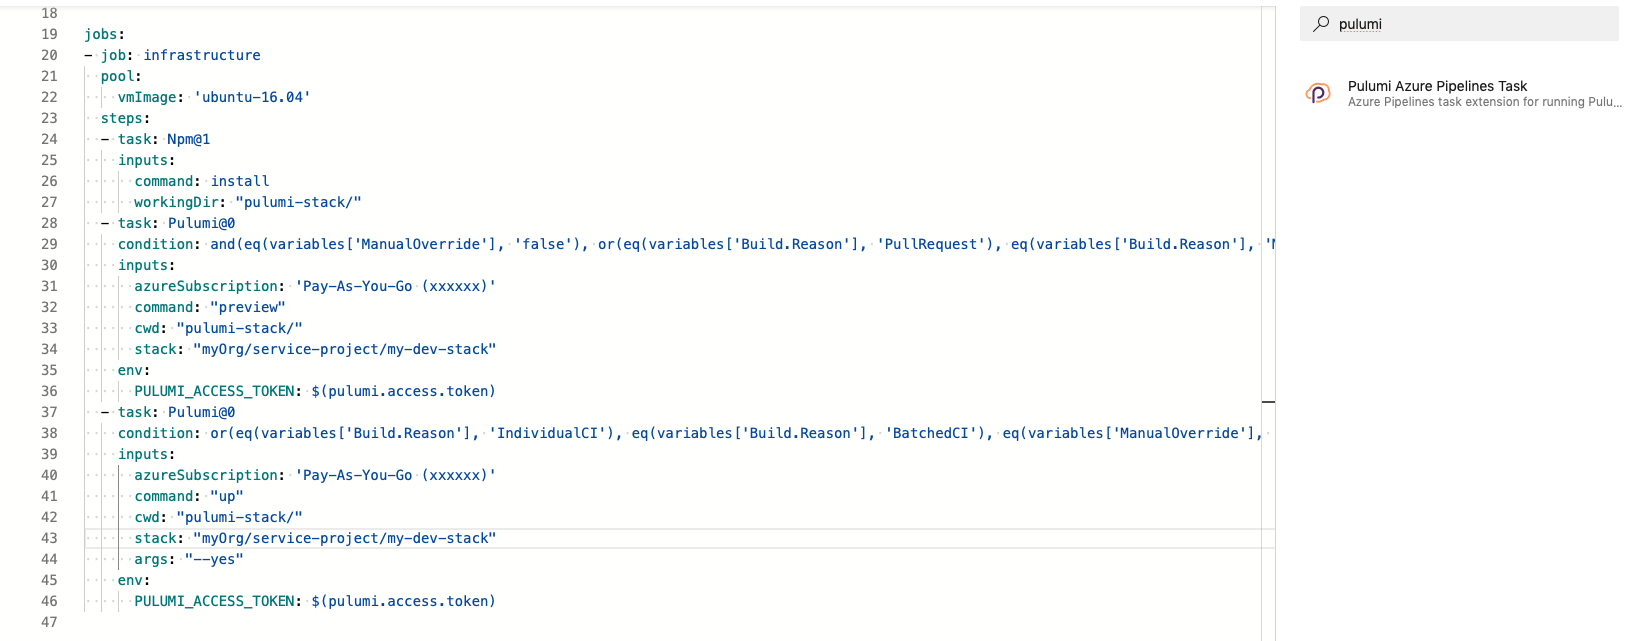 18
19 jobs:
20 - job: infrastructure
21 pool:
22 vmImage: 'ubuntu-16.04'
23 steps:
24 - task: Npm@1
25 inputs:
26 command: install
27 workingDir: "pulumi-stack/"
28 - task: Pulumi@0
29 condition: and(eq(variables['ManualOverride'], 'false'), or(eq(variables['Build.Reason'], 'PullRequest'), eq(variables['Build.Reason'],
30 inputs:
31 azureSubscription: 'Pay-As-You-Go (xxxxxx)'
32 command: "preview"
33 cwd: "pulumi-stack/"
34 stack: "myOrg/service-project/my-dev-stack"
35 env:
36 PULUMI_ACCESS_TOKEN: $(pulumi.access.token)
37 - task: Pulumi@0
38 condition: or(eq(variables['Build.Reason'], 'IndividualCI'), eq(variables['Build.Reason'], 'BatchedCI'), eq(variables['ManualOverride'],
39 inputs:
40 azureSubscription: 'Pay-As-You-Go (xxxxxx)'
41 command: "up"
42 cwd: "pulumi-stack/"
43 stack: "myOrg/service-project/my-dev-stack"
44 args: "--yes"
45 env:
46 PULUMI_ACCESS_TOKEN: $(pulumi.access.token)
47
pulumi
Pulumi Azure Pipelines Task
Azure Pipelines task extension for running Pulu...